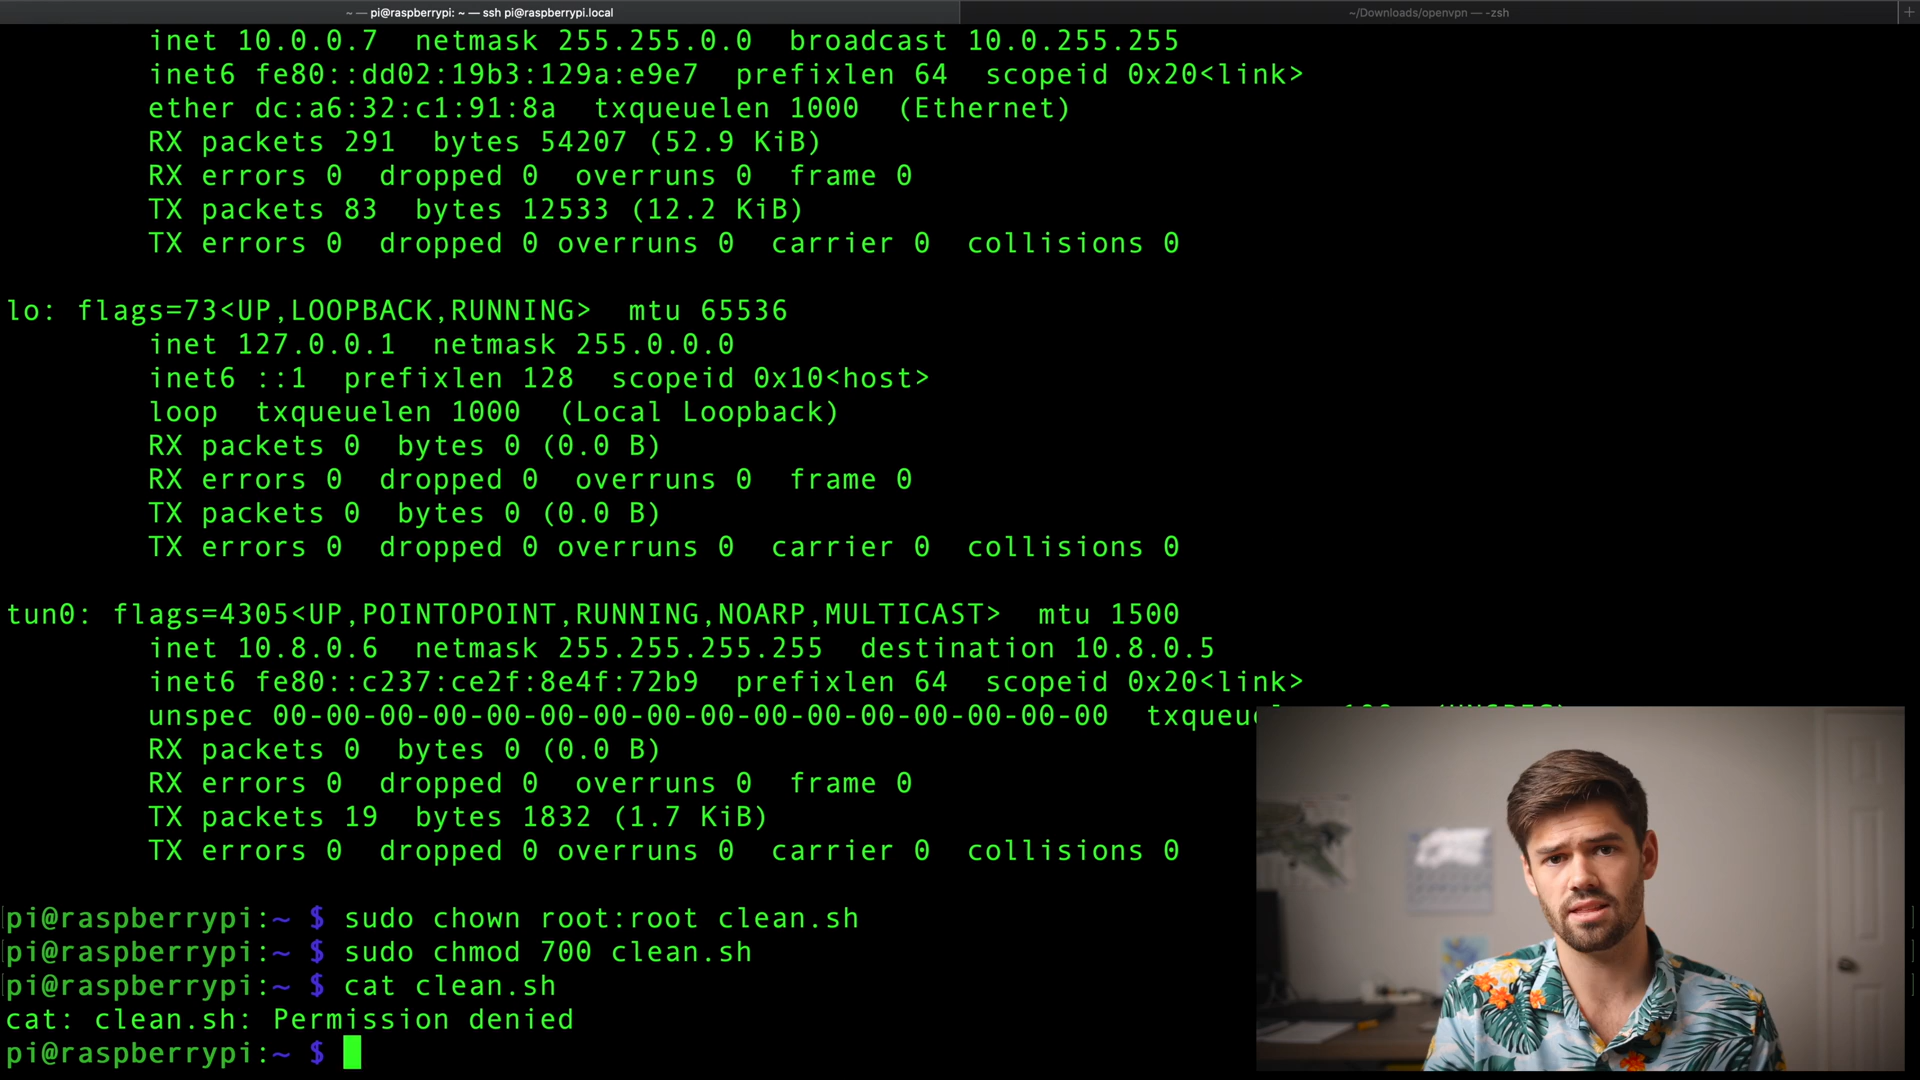 ~ — pi@raspberrypi: ~ — ssh pi@raspberrypi.local
~/Downloads/openvpn — -zsh
+
inet 10.0.0.7  netmask 255.255.0.0  broadcast 10.0.255.255
inet6 fe80::dd02:19b3:129a:e9e7  prefixlen 64  scopeid 0x20<link>
ether dc:a6:32:c1:91:8a  txqueuelen 1000  (Ethernet)
RX packets 291  bytes 54207 (52.9 KiB)
RX errors 0  dropped 0  overruns 0  frame 0
TX packets 83  bytes 12533 (12.2 KiB)
TX errors 0  dropped 0 overruns 0  carrier 0  collisions 0
lo: flags=73<UP,LOOPBACK,RUNNING>  mtu 65536
inet 127.0.0.1  netmask 255.0.0.0
inet6 ::1  prefixlen 128  scopeid 0x10<host>
loop  txqueuelen 1000  (Local Loopback)
RX packets 0  bytes 0 (0.0 B)
RX errors 0  dropped 0  overruns 0  frame 0
TX packets 0  bytes 0 (0.0 B)
TX errors 0  dropped 0 overruns 0  carrier 0  collisions 0
tun0: flags=4305<UP,POINTOPOINT,RUNNING,NOARP,MULTICAST>  mtu 1500
inet 10.8.0.6  netmask 255.255.255.255  destination 10.8.0.5
inet6 fe80::c237:ce2f:8e4f:72b9  prefixlen 64  scopeid 0x20<link>
unspec 00-00-00-00-00-00-00-00-00-00-00-00-00-00-00-00
RX packets 0  bytes 0 (0.0 B)
RX errors 0  dropped 0  overruns 0  frame 0
TX packets 19  bytes 1832 (1.7 KiB)
TX errors 0  dropped 0 overruns 0  carrier 0  collisions 0
pi@raspberrypi:~ $ sudo chown root:root clean.sh
pi@raspberrypi:~ $ sudo chmod 700 clean.sh
pi@raspberrypi:~ $ cat clean.sh
cat: clean.sh: Permission denied
pi@raspberrypi:~ $